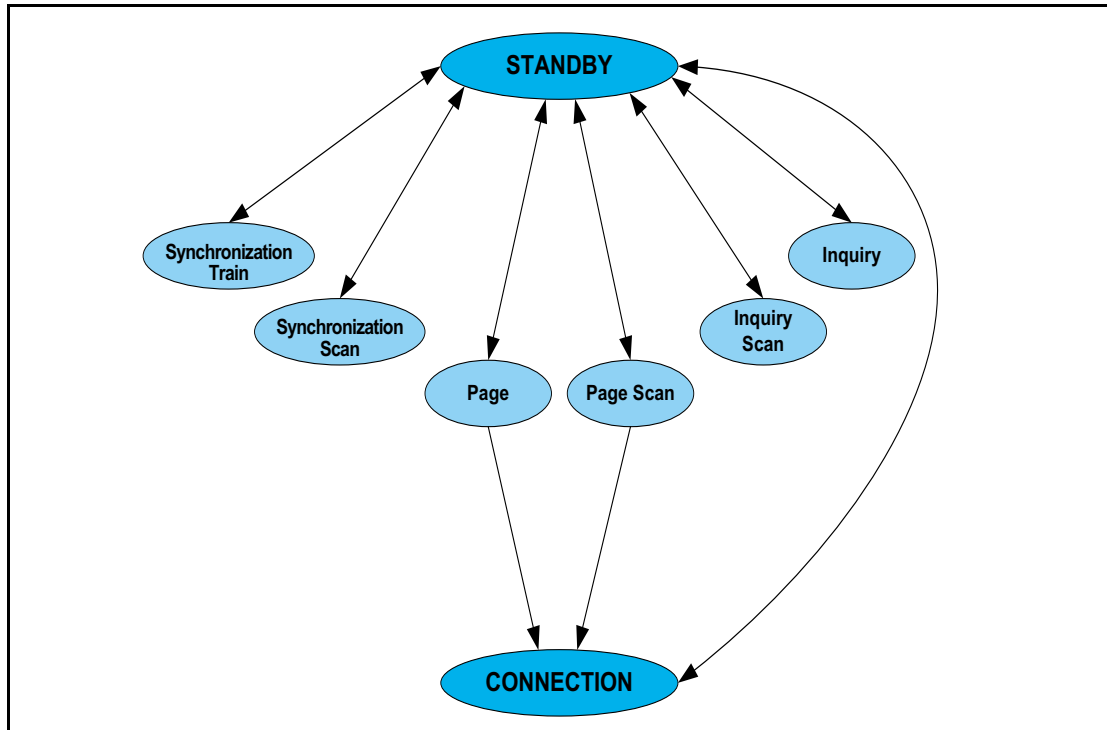 STANDBY
Synchronization
Train
Inquiry
Synchronization
Scan
Inquiry
Scan
Page
Page Scan
CONNECTION